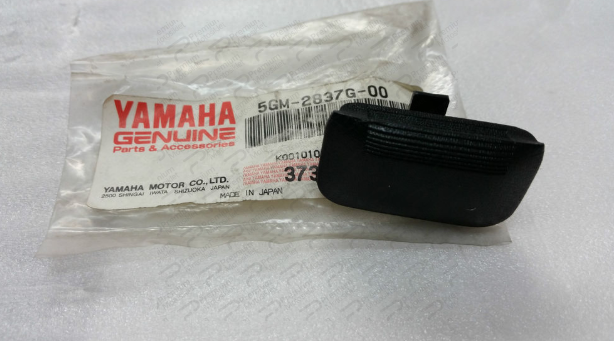 YAMAHA
GENUINE
Parts & Accessories
5GM-2837G-00
K001010
373
YAMAHA MOTOR CO., LTD.
2500 SHINGAI IWATA SHIZUOKA JAPAN
MADE IN JAPAN